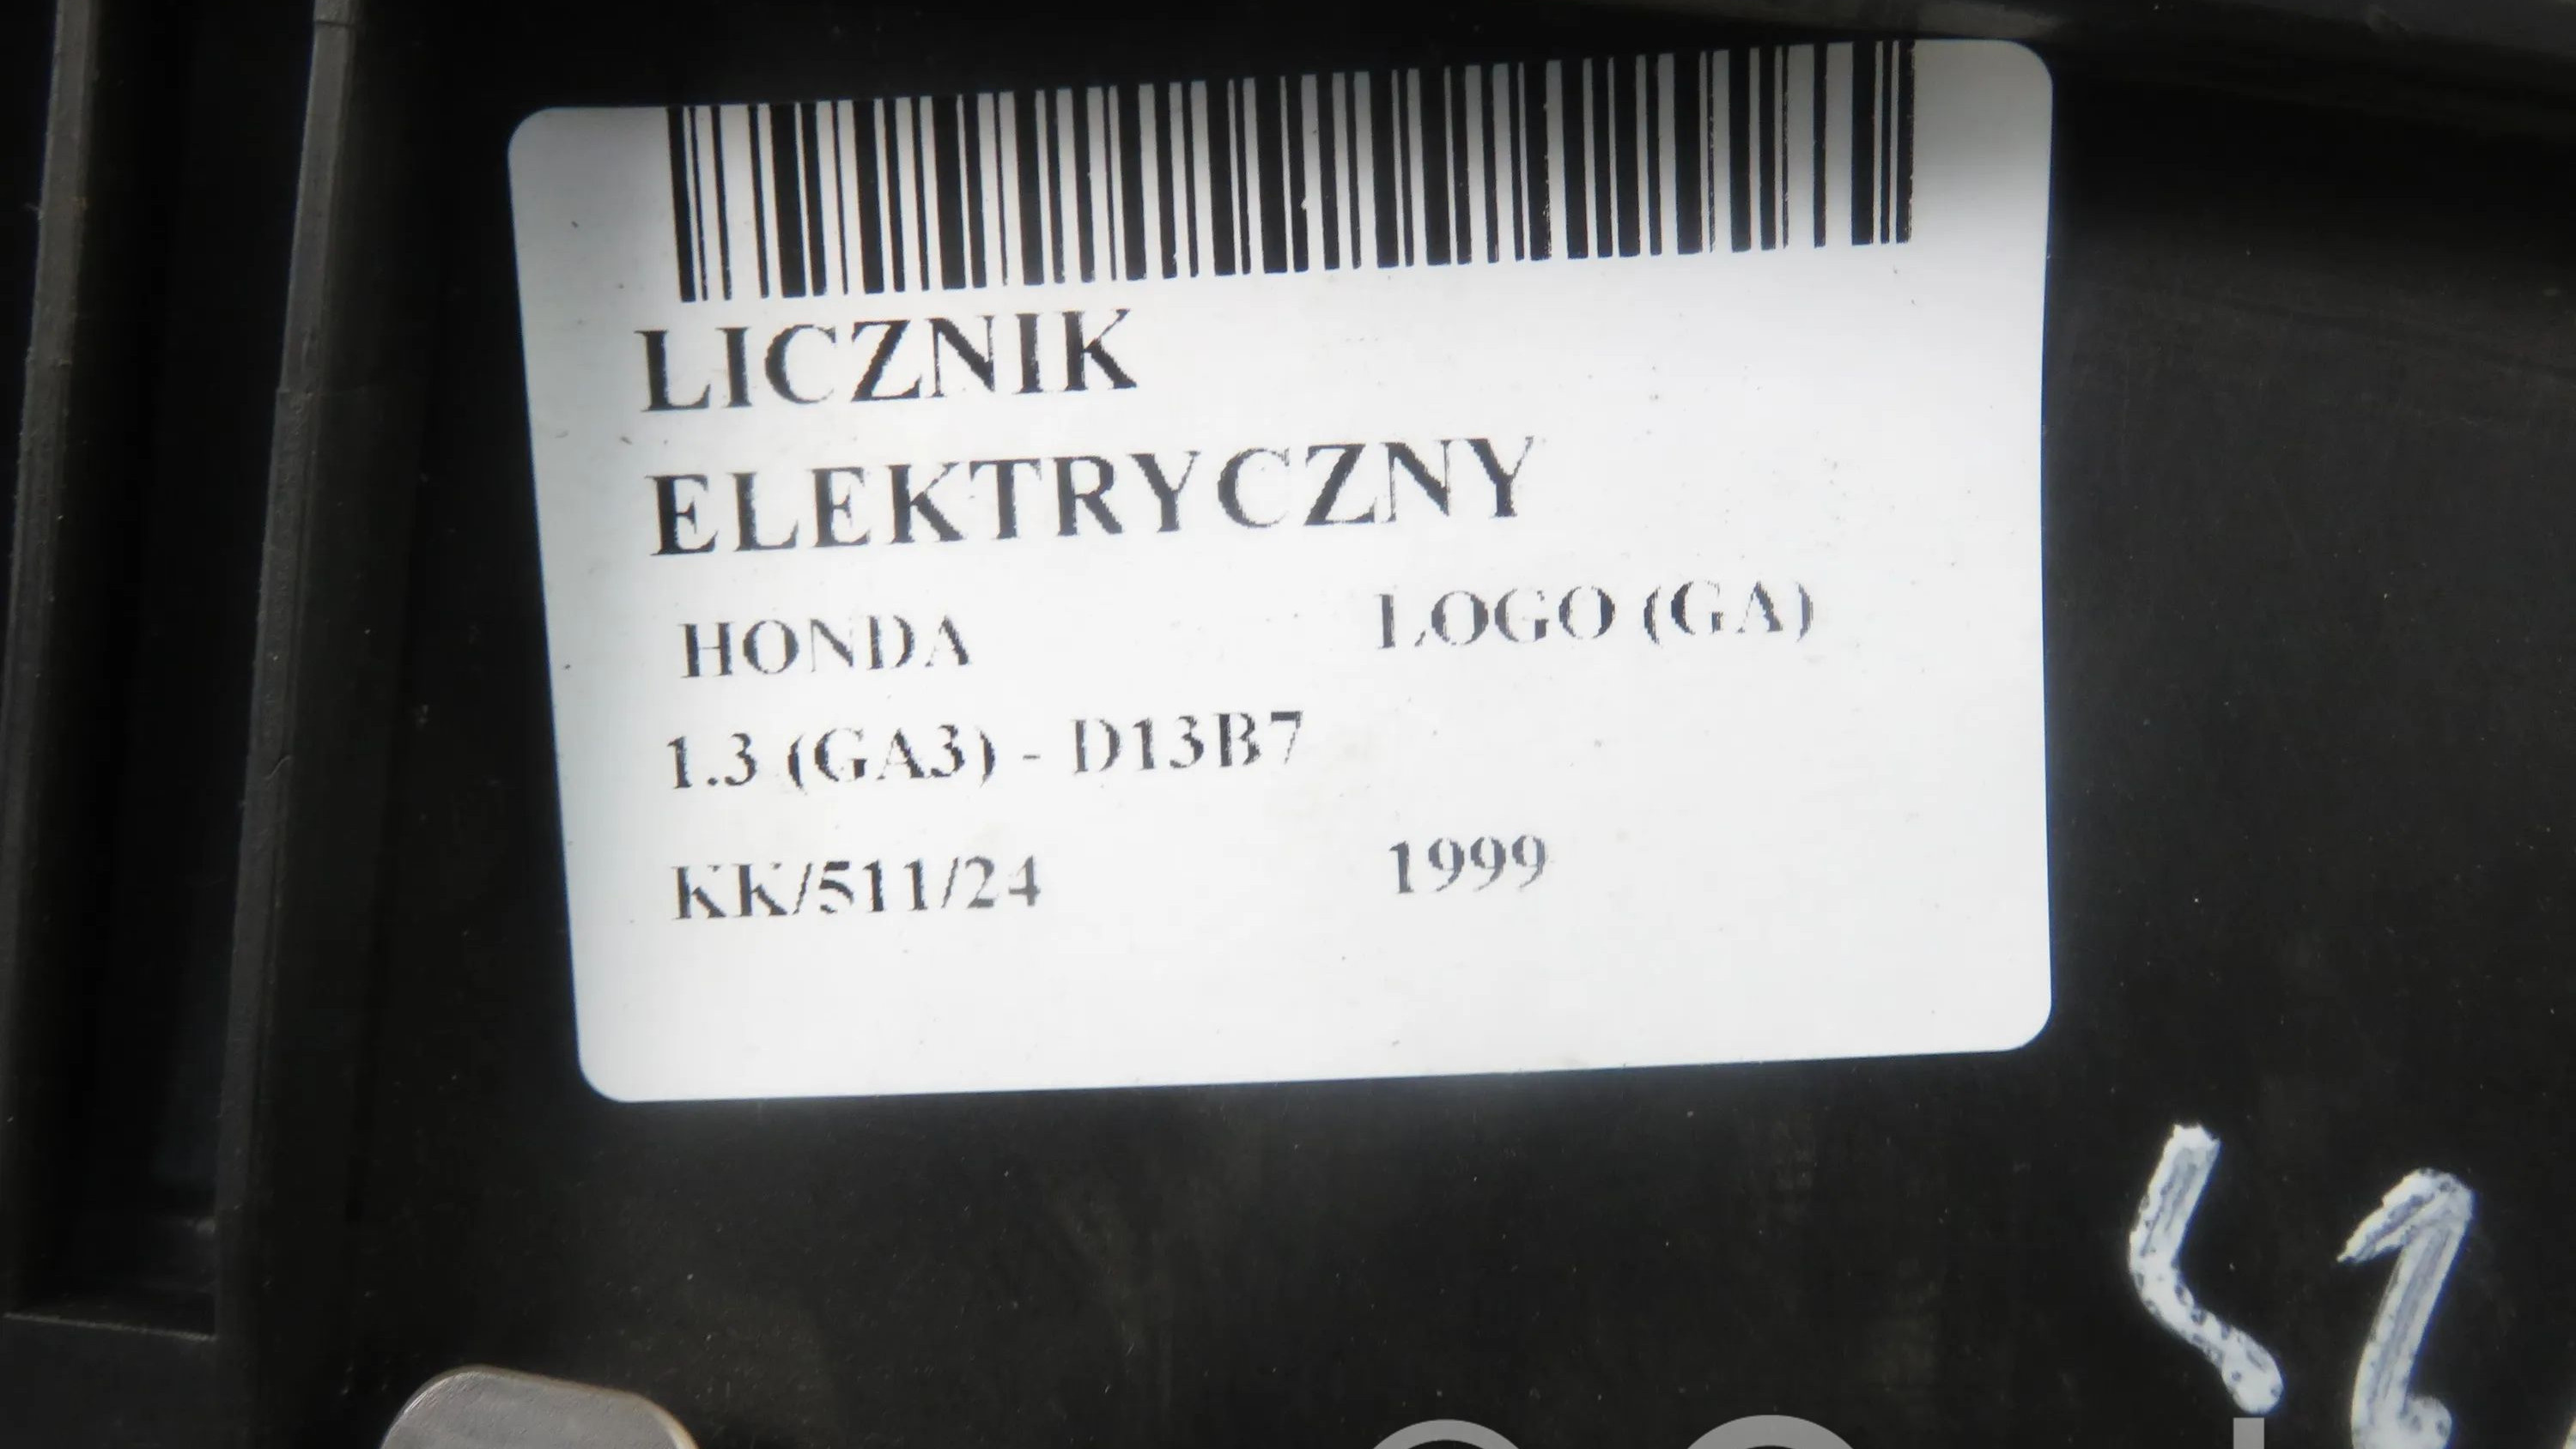 LICZNIK
ELEKTRYCZNY
HONDA LOGO (GA)
1.3 (GA3) - D13B7
KK/511/24 1999